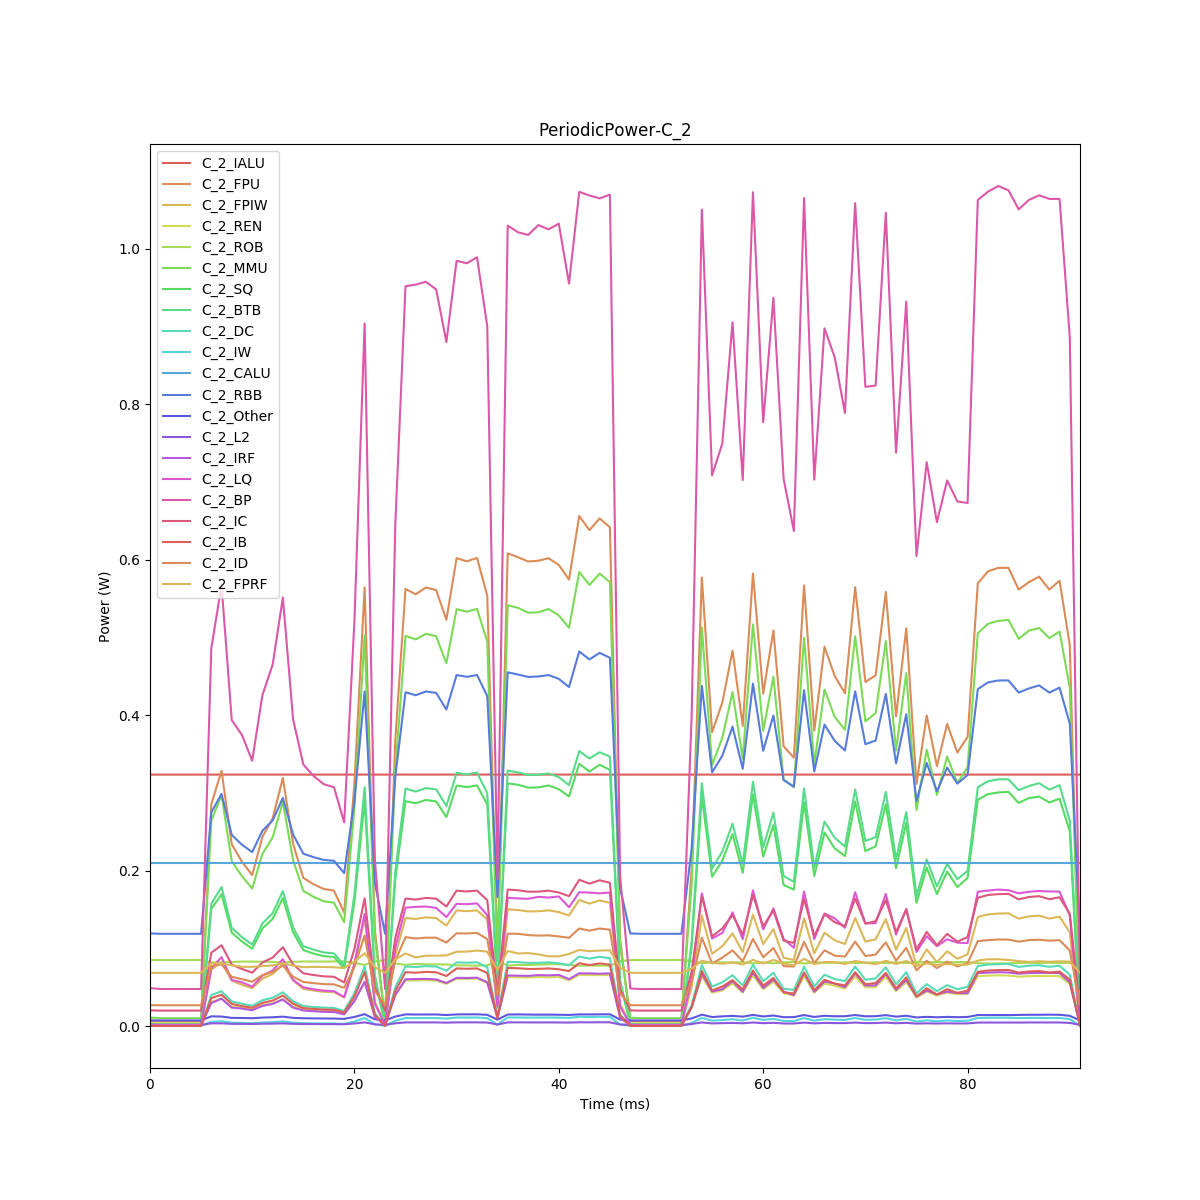 PeriodicPower-C_2
C_2_IALU
C_2_FPU
C_2_FPIW
C_2_REN
C_2_ROB
C_2_MMU
C_2_SQ
C_2_BTB
C_2_DC
C_2_IW
C_2_CALU
C_2_RBB
C_2_Other
C_2_L2
C_2_IRF
C_2_LQ
C_2_BP
C_2_IC
C_2_IB
C_2_ID
C_2_FPRF
1.0
0.8
0.6
0.4
0.2
0.0
Power (W)
0 20 40 60 80
Time (ms)